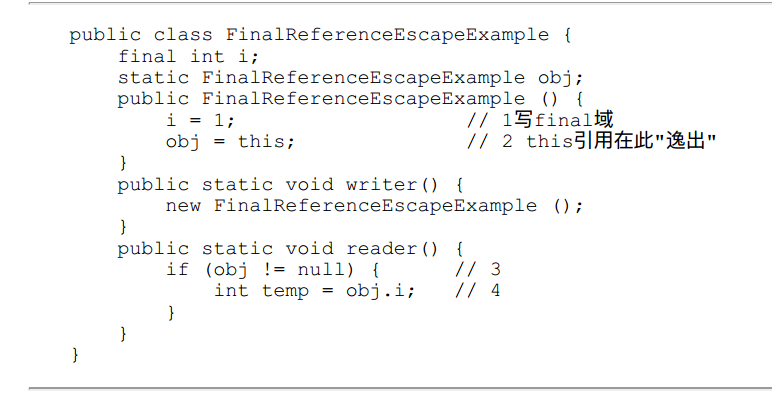 public class FinalReferenceEscapeExample {
    final int i;
    static FinalReferenceEscapeExample obj;
    public FinalReferenceEscapeExample () {
        i = 1;                    // 1写final域
        obj = this;               // 2 this引用在此"逸出"
    }
    public static void writer() {
        new FinalReferenceEscapeExample ();
    }
    public static void reader() {
        if (obj != null) {       // 3
            int temp = obj.i;    // 4
        }
    }
}